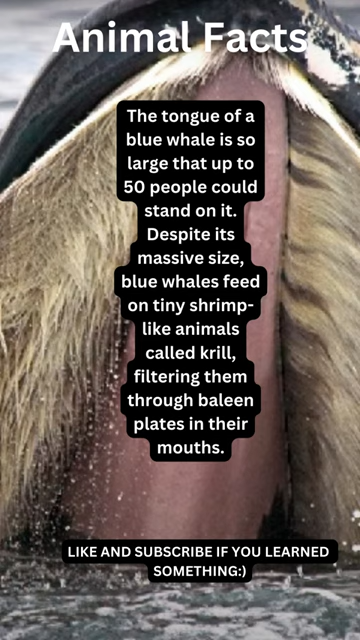 Animal Facts
The tongue of a
blue whale is so
large that up to
50 people could
stand on it.
Despite its
massive size,
blue whales feed
on tiny shrimp-
like animals
called krill,
filtering them
through baleen
plates in their
mouths.
LIKE AND SUBSCRIBE IF YOU LEARNED
SOMETHING:)